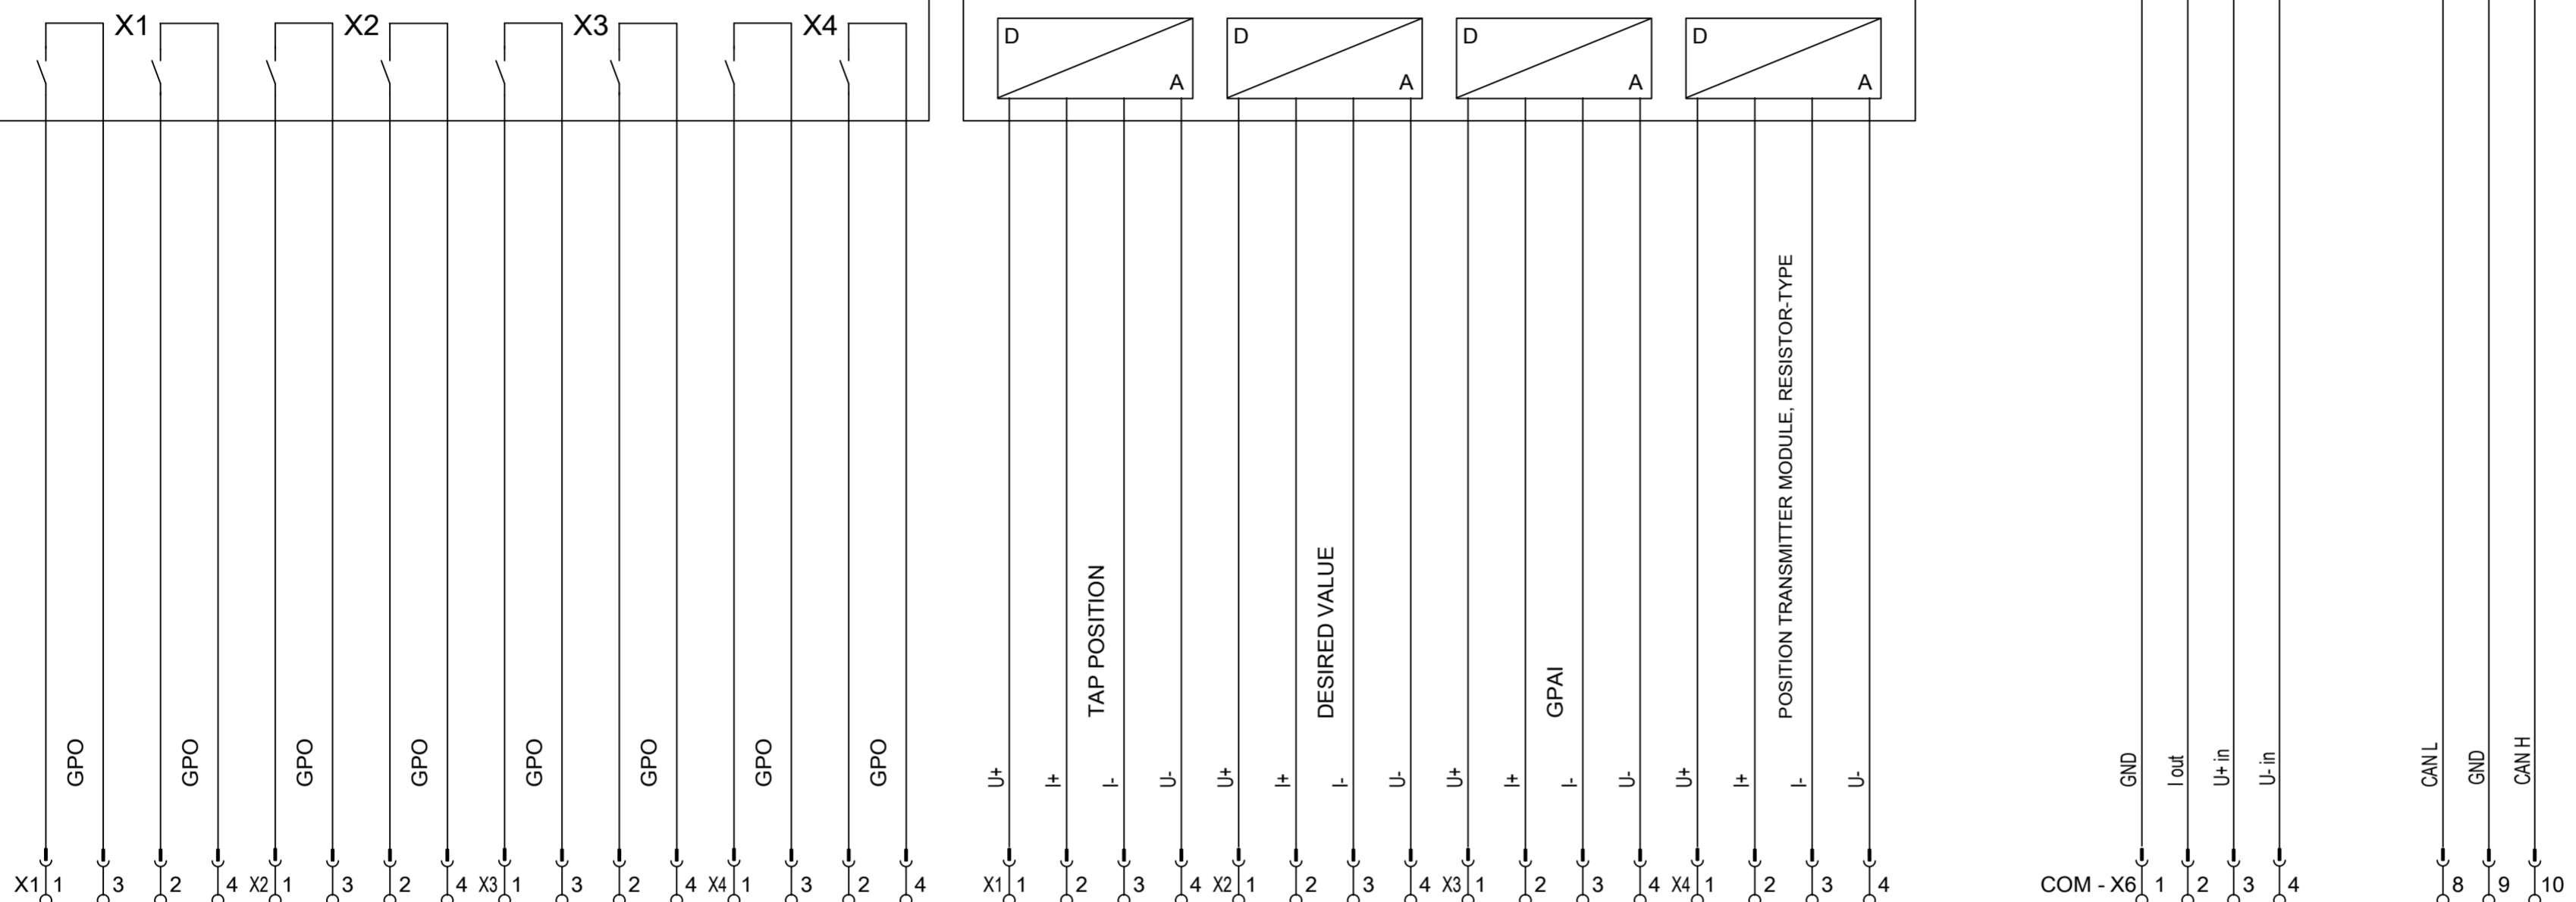 X1 X2 X3 X4
D D D D
A A A A
TAP POSITION
DESIRED VALUE
GPAI
POSITION TRANSMITTER MODULE, RESISTOR-TYPE
GPO GPO GPO GPO GPO GPO GPO GPO
U+ I+ I- U- U+ I+ I- U- U+ I+ I- U- U+ I+ I- U-
GND I out U+ in U- in
CAN L GND CAN H
X1 1 3 2 4 X2 1 3 2 4 X3 1 3 2 4 X4 1 3 2 4
X1 1 2 3 4 X2 1 2 3 4 X3 1 2 3 4 X4 1 2 3 4
COM - X6 1 2 3 4 8 9 10